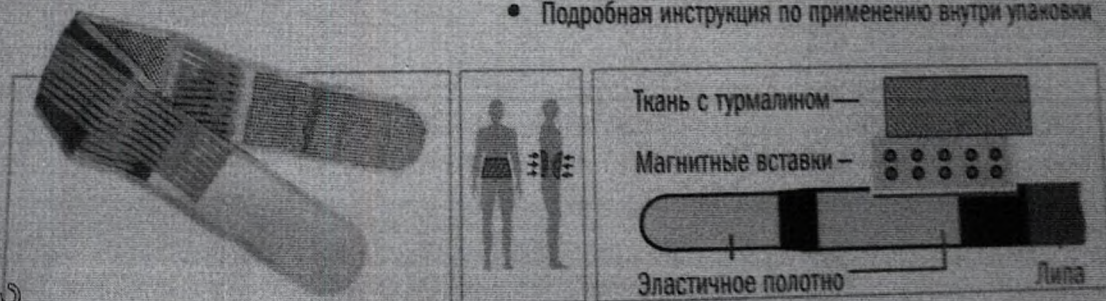 • Подробная инструкция по применению внутри упаковки
Ткань с турмалином
Магнитные вставки
Эластичное полотно
Липа